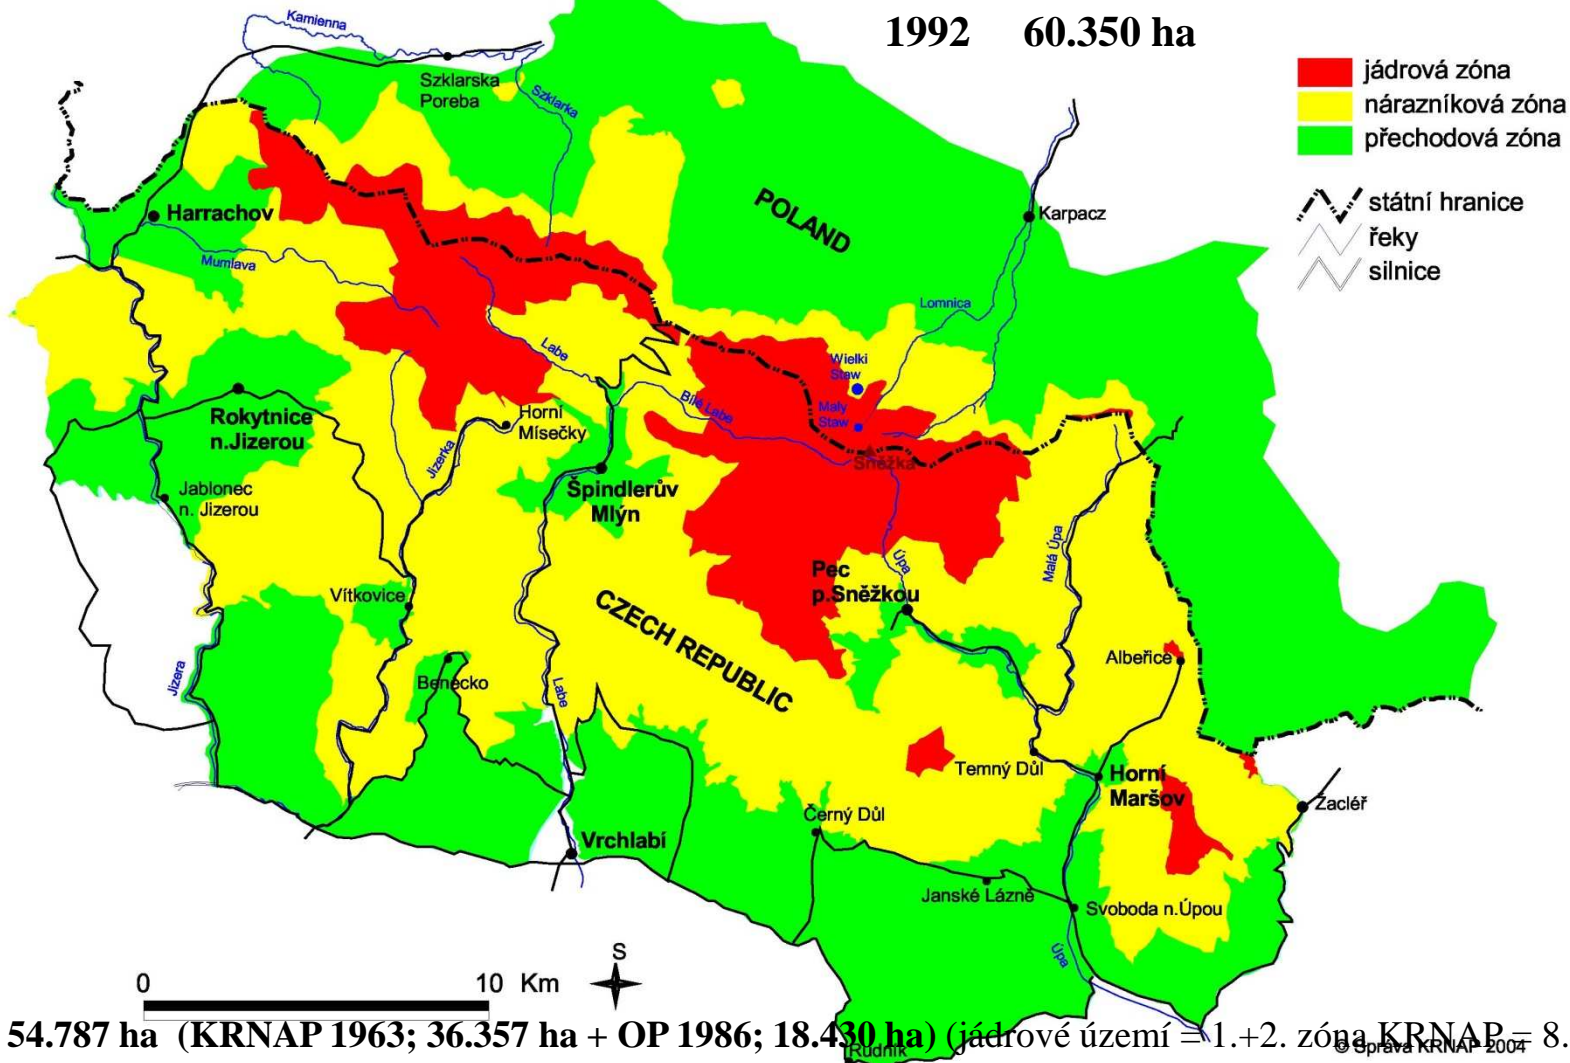 1992 60.350 ha
jádrová zóna
nárazníková zóna
přechodová zóna
státní hranice
řeky
silnice
Kamienna
Szklarska
Poreba
Szklarka
POLAND
Karpacz
Harrachov
Mumlava
Lomnica
Labe
Wielki
Staw
Maly
Staw
Bílé Labe
Sněžka
Rokytnice
n.Jizerou
Horní
Mísečky
Jizerka
Špindlerův
Mlýn
Jablonec
n. Jizerou
Úpa
Malá Úpa
Pec
p.Sněžkou
Vítkovice
CZECH REPUBLIC
Albeřice
Jizera
Benecko
Labe
Temný Důl
Horní
Maršov
Žacléř
Černý Důl
Vrchlabí
Janské Lázně
Svoboda n.Úpou
Úpa
S
0 10 Km
54.787 ha (KRNAP 1963; 36.357 ha + OP 1986; 18.430 ha) (jádrové území = 1.+2. zóna KRNAP = 8.
Rudník
© Správa KRNAP 2004